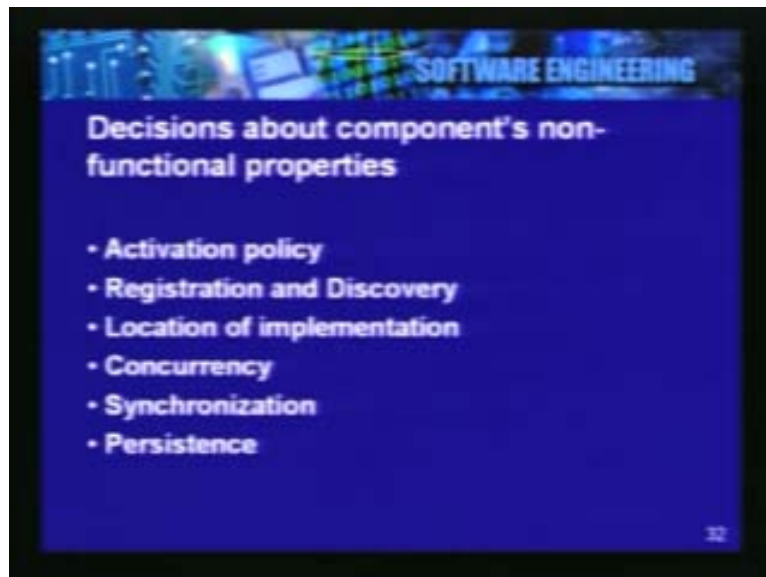 SOFTWARE ENGINEERING
Decisions about component's non-
functional properties
• Activation policy
• Registration and Discovery
• Location of implementation
• Concurrency
• Synchronization
• Persistence
32